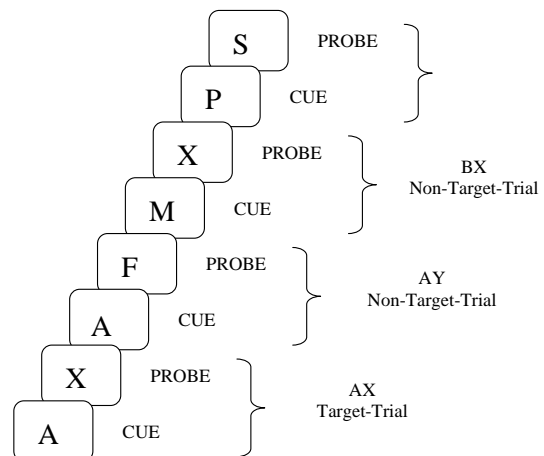 S PROBE
P CUE
X PROBE
BX
Non-Target-Trial
M CUE
F PROBE
AY
Non-Target-Trial
A CUE
X PROBE
AX
Target-Trial
A CUE